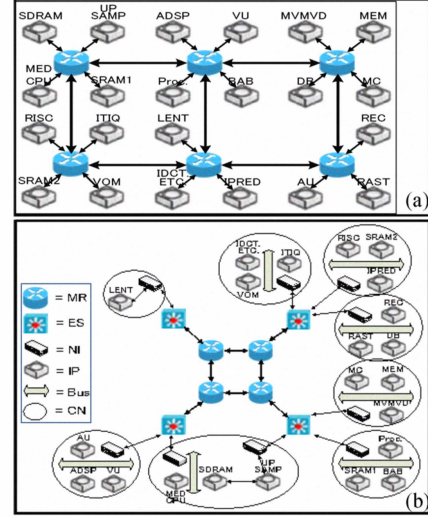 SDRAM UP SAMP ADSP VU MVMVD MEM
MED CPU SRAM1 Proc. BAB DB MC
RISC ITIQ LENT REC
SRAM2 VOM IDCT ETC IPRED AU RAST
(a)
LENT
IDCT. ETC. ITIQ
VOM
RISC SRAM2
IPRED
REC
RAST DB
= MR
= ES
= NI
= IP
= Bus
= CN
MC MEM
MVMVD
AU
ADSP VU
SDRAM
MED CPU
UP SAMP
Proc.
SRAM1 BAB
(b)